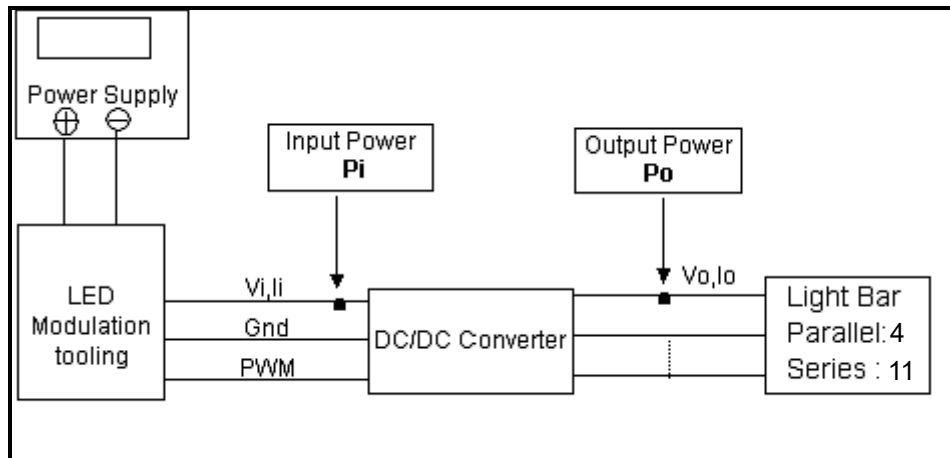 Power Supply
Input Power
Pi
Output Power
Po
LED
Modulation
tooling
Vi,Ii
Gnd
PWM
DC/DC Converter
Vo,Io
Light Bar
Parallel:4
Series : 11